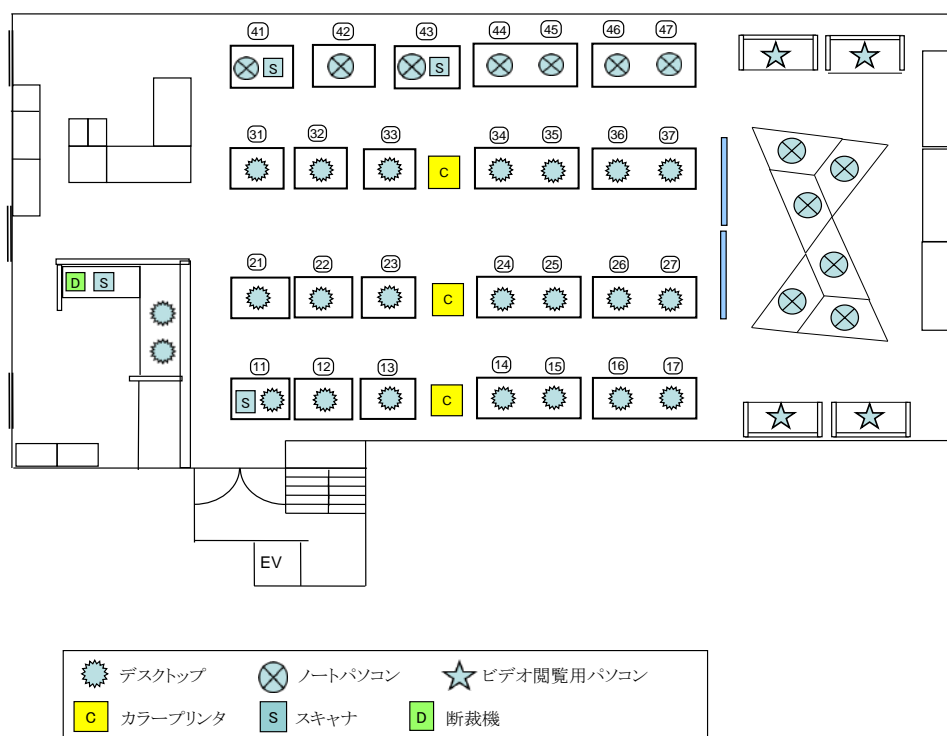 41 42 43 44 45 46 47
S S
31 32 33 34 35 36 37
C
21 22 23 24 25 26 27
D S
C
11 12 13 14 15 16 17
S C
EV
デスクトップ ノートパソコン ビデオ閲覧用パソコン
C カラープリンタ S スキャナ D 断裁機